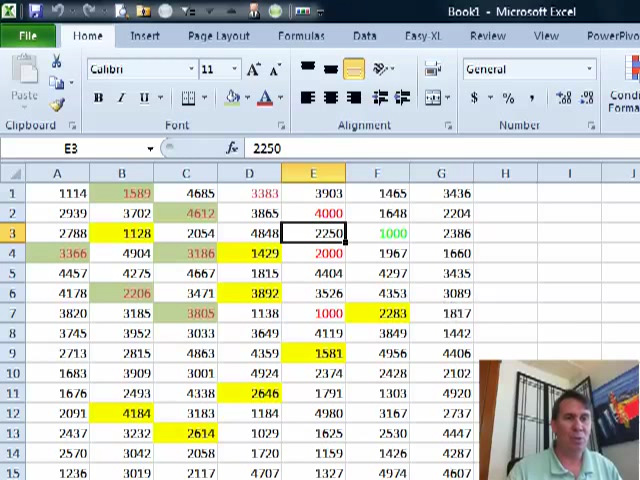 Book1 - Microsoft Excel
File Home Insert Page Layout Formulas Data Easy-XL Review View PowerPivo
Calibri 11 A A General
Paste B I U A $ % , Condi
Forma
Clipboard Font Alignment Number
E3 fx 2250
A B C D E F G H I J
1 1114 1589 4685 3383 3903 1465 3436
2 2939 3702 4612 3865 4000 1648 2204
3 2788 1128 2054 4848 2250 1000 2386
4 3366 4904 3186 1429 2000 1967 1660
5 4457 4275 4667 1815 4404 4297 3435
6 4178 2206 3471 3892 3526 4353 3089
7 3820 3185 3805 1138 1000 2283 1817
8 3745 3952 3033 3649 4119 3849 1442
9 2713 2815 4863 4359 1581 4956 4406
10 1683 3909 3001 4924 2374 2428 2102
11 1676 2493 4338 2646 1791 1303 4920
12 2091 4184 3183 1184 4980 3167 2737
13 2437 3232 2614 1029 1625 2530 4447
14 2570 3042 2058 1720 1159 1426 4287
15 1236 3019 2117 4707 1327 4974 4607